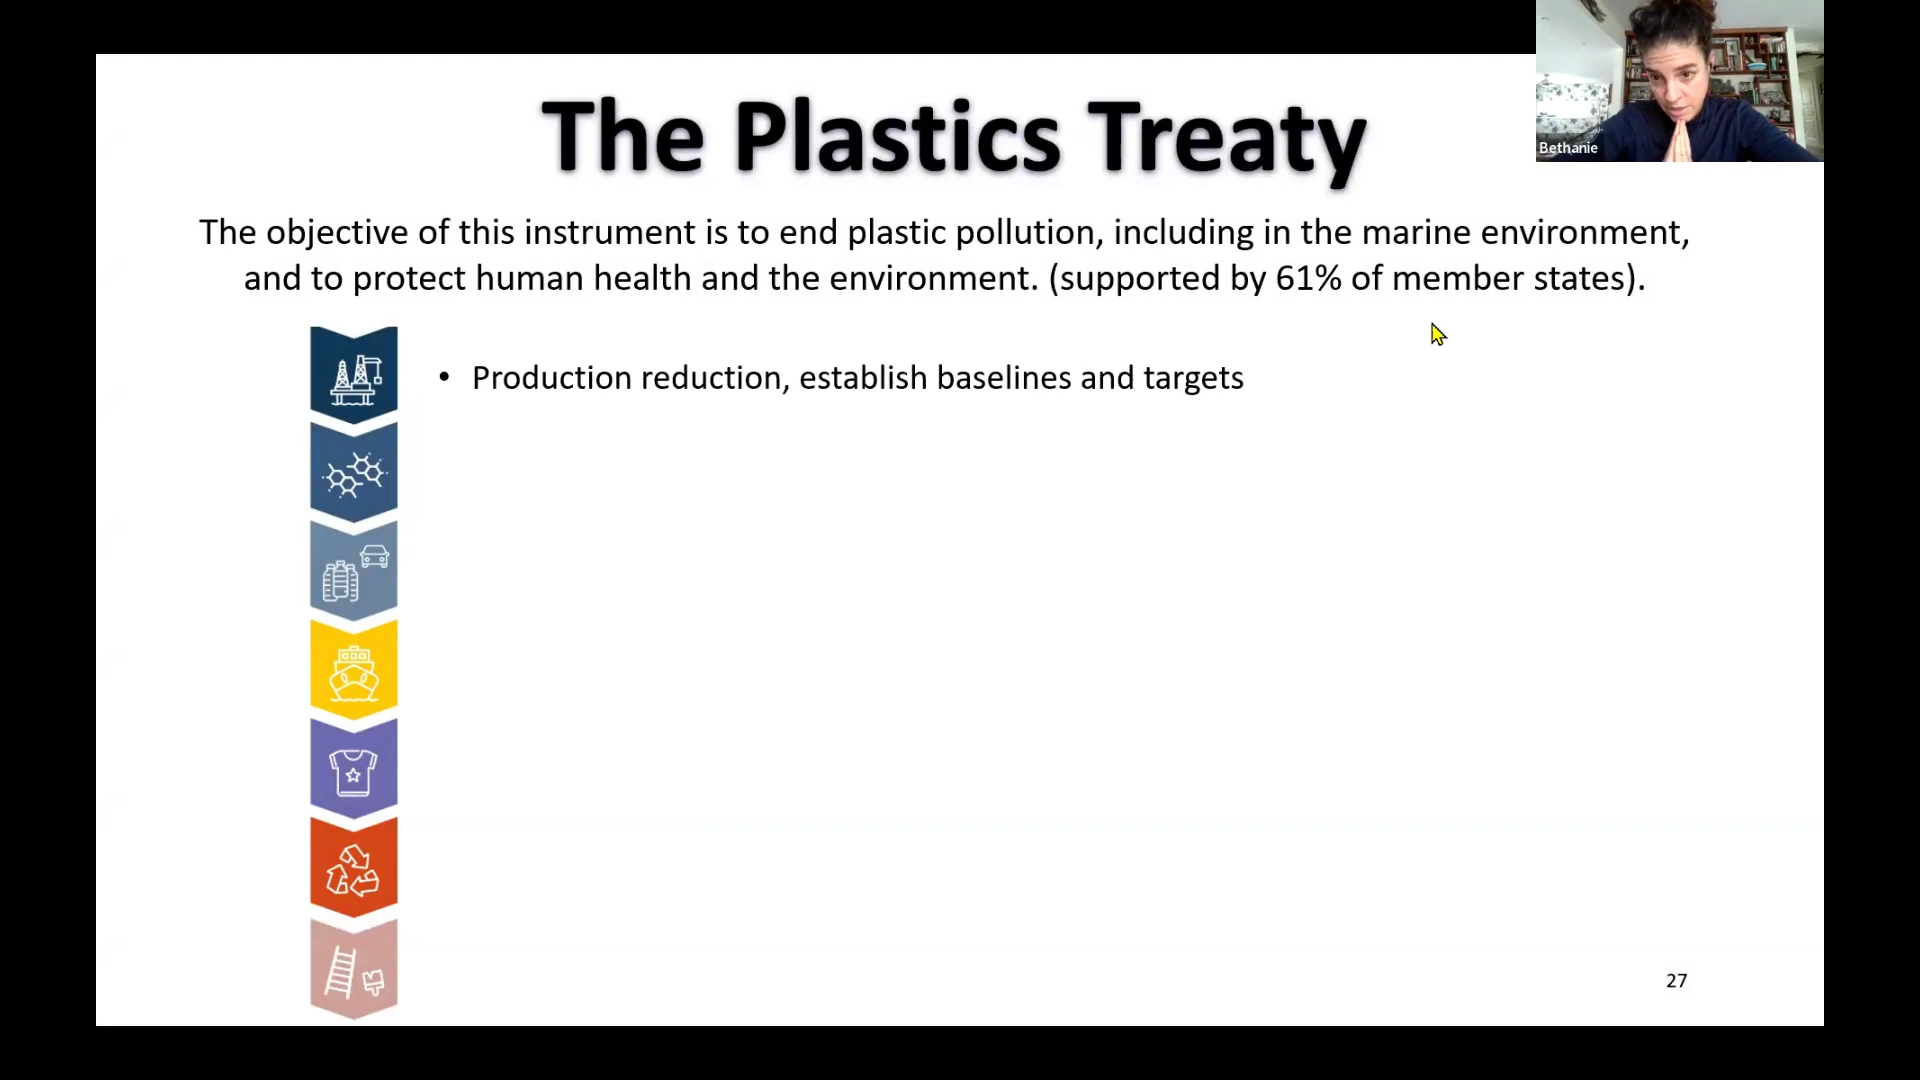 The Plastics Treaty
Bethanie
The objective of this instrument is to end plastic pollution, including in the marine environment,
and to protect human health and the environment. (supported by 61% of member states).
• Production reduction, establish baselines and targets
27